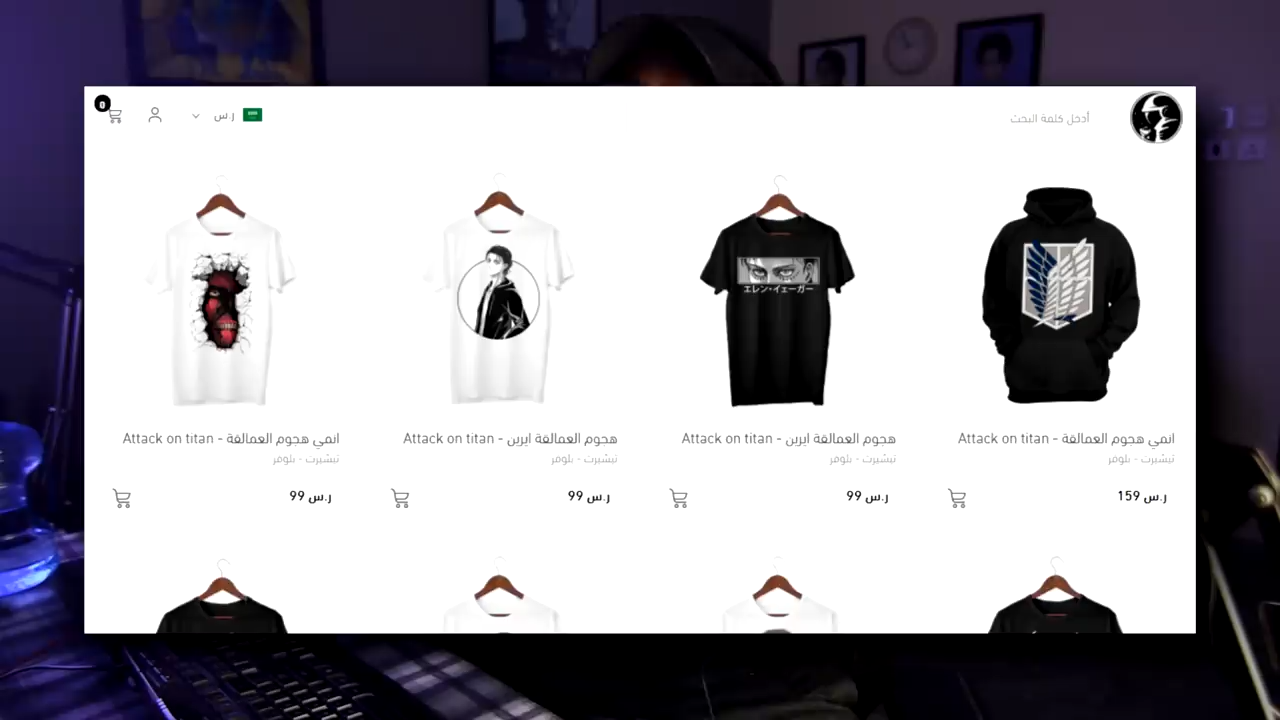 أدخل كلمة البحث
ر.س
0
エレン・イェーガー
انمي هجوم العمالقة - Attack on titan
تيشيرت - بلوفر
ر.س 159
هجوم العمالقة ايرين - Attack on titan
تيشيرت - بلوفر
ر.س 99
هجوم العمالقة ايرين - Attack on titan
تيشيرت - بلوفر
ر.س 99
انمي هجوم العمالقة - Attack on titan
تيشيرت - بلوفر
ر.س 99